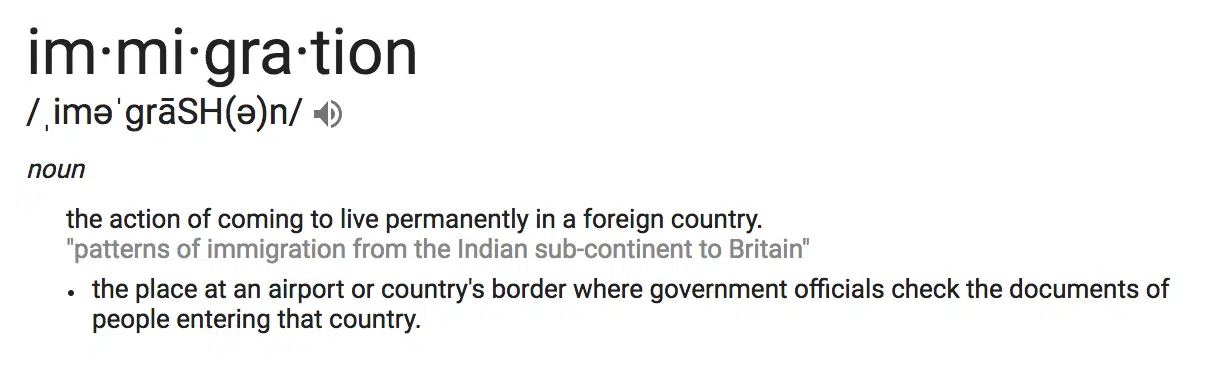 im·mi·gra·tion
/ˌiməˈɡrāSH(ə)n/
noun
the action of coming to live permanently in a foreign country.
"patterns of immigration from the Indian sub-continent to Britain"
• the place at an airport or country's border where government officials check the documents of
people entering that country.